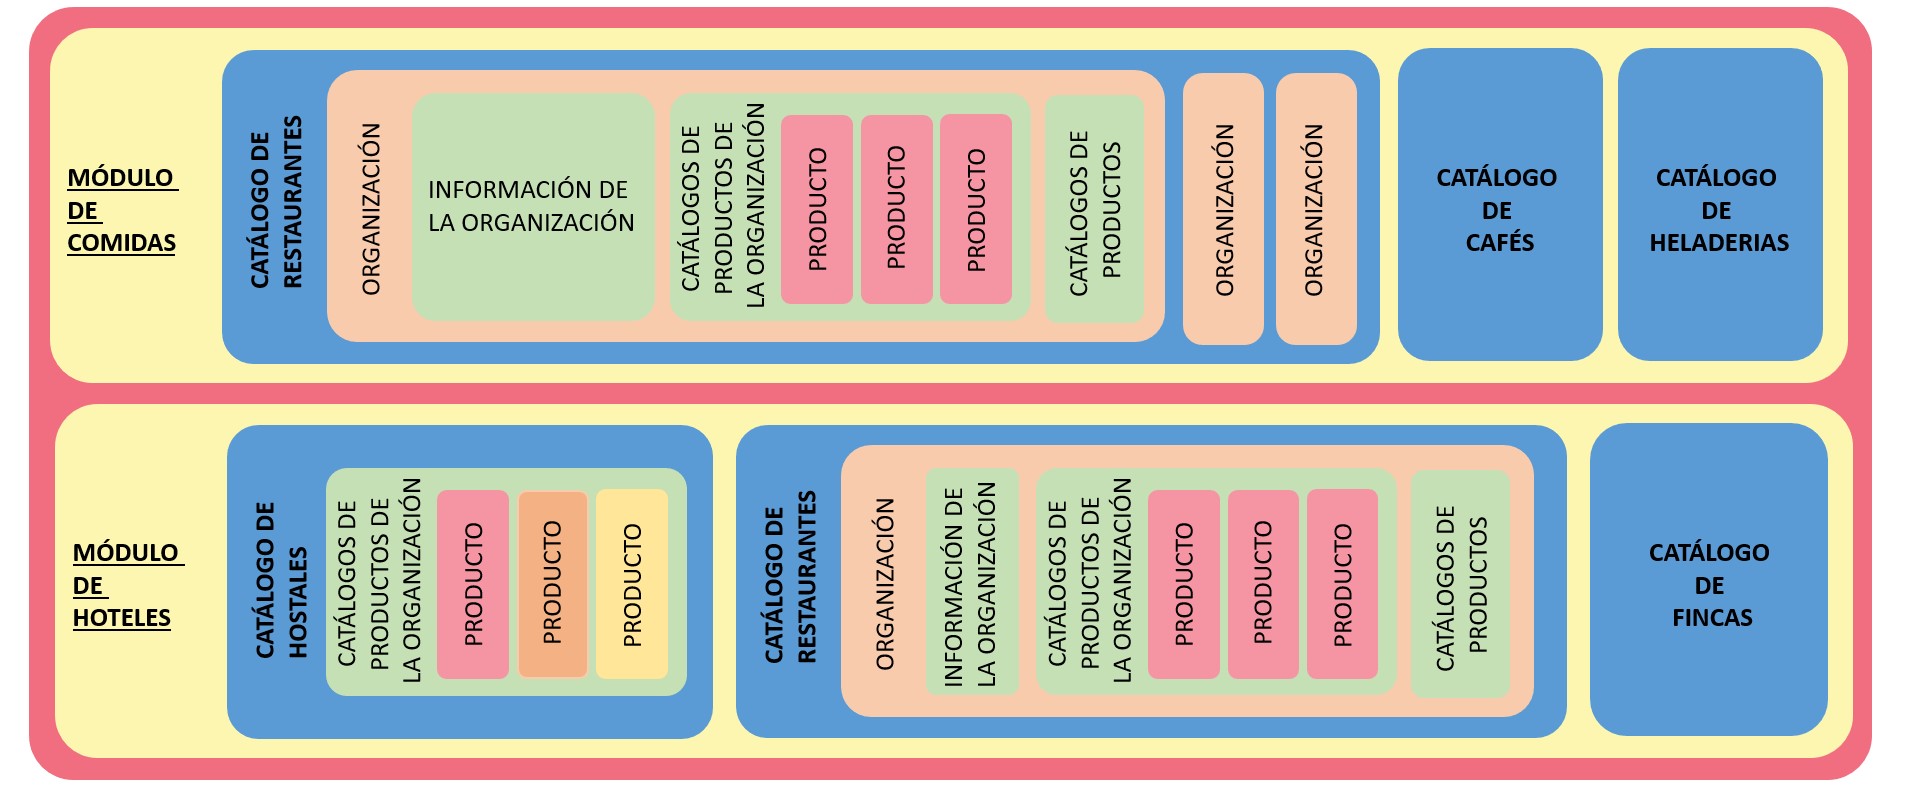 MÓDULO
DE
COMIDAS
CATÁLOGO DE
RESTAURANTES
ORGANIZACIÓN
INFORMACIÓN DE
LA ORGANIZACIÓN
CATÁLOGOS DE
PRODUCTOS DE
LA ORGANIZACIÓN
PRODUCTO
PRODUCTO
PRODUCTO
CATÁLOGOS DE
PRODUCTOS
ORGANIZACIÓN
ORGANIZACIÓN
CATÁLOGO
DE
CAFÉS
CATÁLOGO
DE
HELADERIAS
MÓDULO
DE
HOTELES
CATÁLOGO DE
HOSTALES
CATÁLOGOS DE
PRODUCTOS DE
LA ORGANIZACIÓN
PRODUCTO
PRODUCTO
PRODUCTO
CATÁLOGO DE
RESTAURANTES
ORGANIZACIÓN
INFORMACIÓN DE
LA ORGANIZACIÓN
CATÁLOGOS DE
PRODUCTOS DE
LA ORGANIZACIÓN
PRODUCTO
PRODUCTO
PRODUCTO
CATÁLOGOS DE
PRODUCTOS
CATÁLOGO
DE
FINCAS